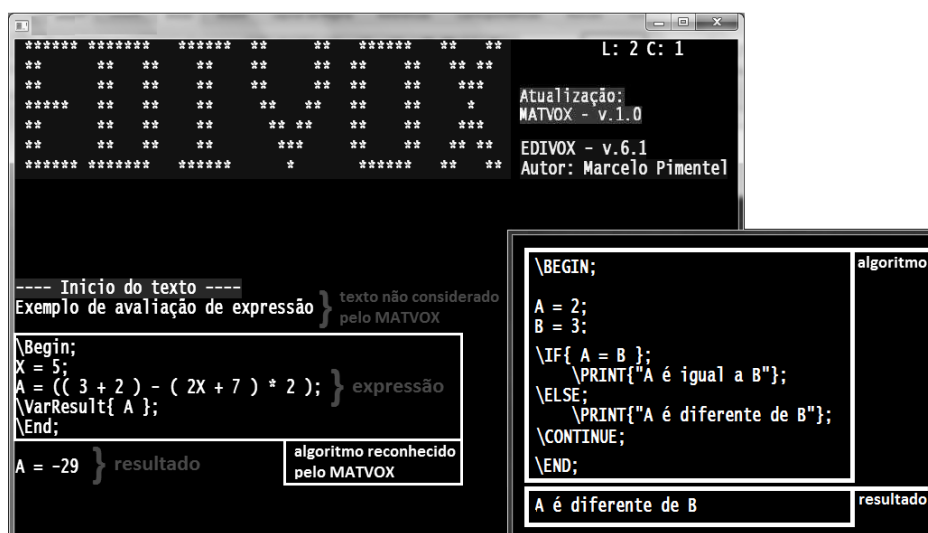 ****** *******   ******  **     **   ******   **   **
**      **   **   **    **     **  **    **   ** **
**      **   **   **    **     **  **    **    ***
*****   **   **   **     **   **   **    **     *
**      **   **   **      ** **    **    **    ***
**      **   **   **       ***     **    **   ** **
****** *******   ******     *       ******   **   **
L: 2 C: 1
Atualização:
MATVOX - v.1.0
EDIVOX - v.6.1
Autor: Marcelo Pimentel
---- Inicio do texto ----
Exemplo de avaliação de expressão } texto não considerado
pelo MATVOX
\Begin;
X = 5;
A = (( 3 + 2 ) - ( 2X + 7 ) * 2 ); } expressão
\VarResult{ A };
\End;
A = -29 } resultado
algoritmo reconhecido
pelo MATVOX
\BEGIN;
algoritmo
A = 2;
B = 3;
\IF{ A = B };
\PRINT{"A é igual a B"};
\ELSE;
\PRINT{"A é diferente de B"};
\CONTINUE;
\END;
A é diferente de B
resultado